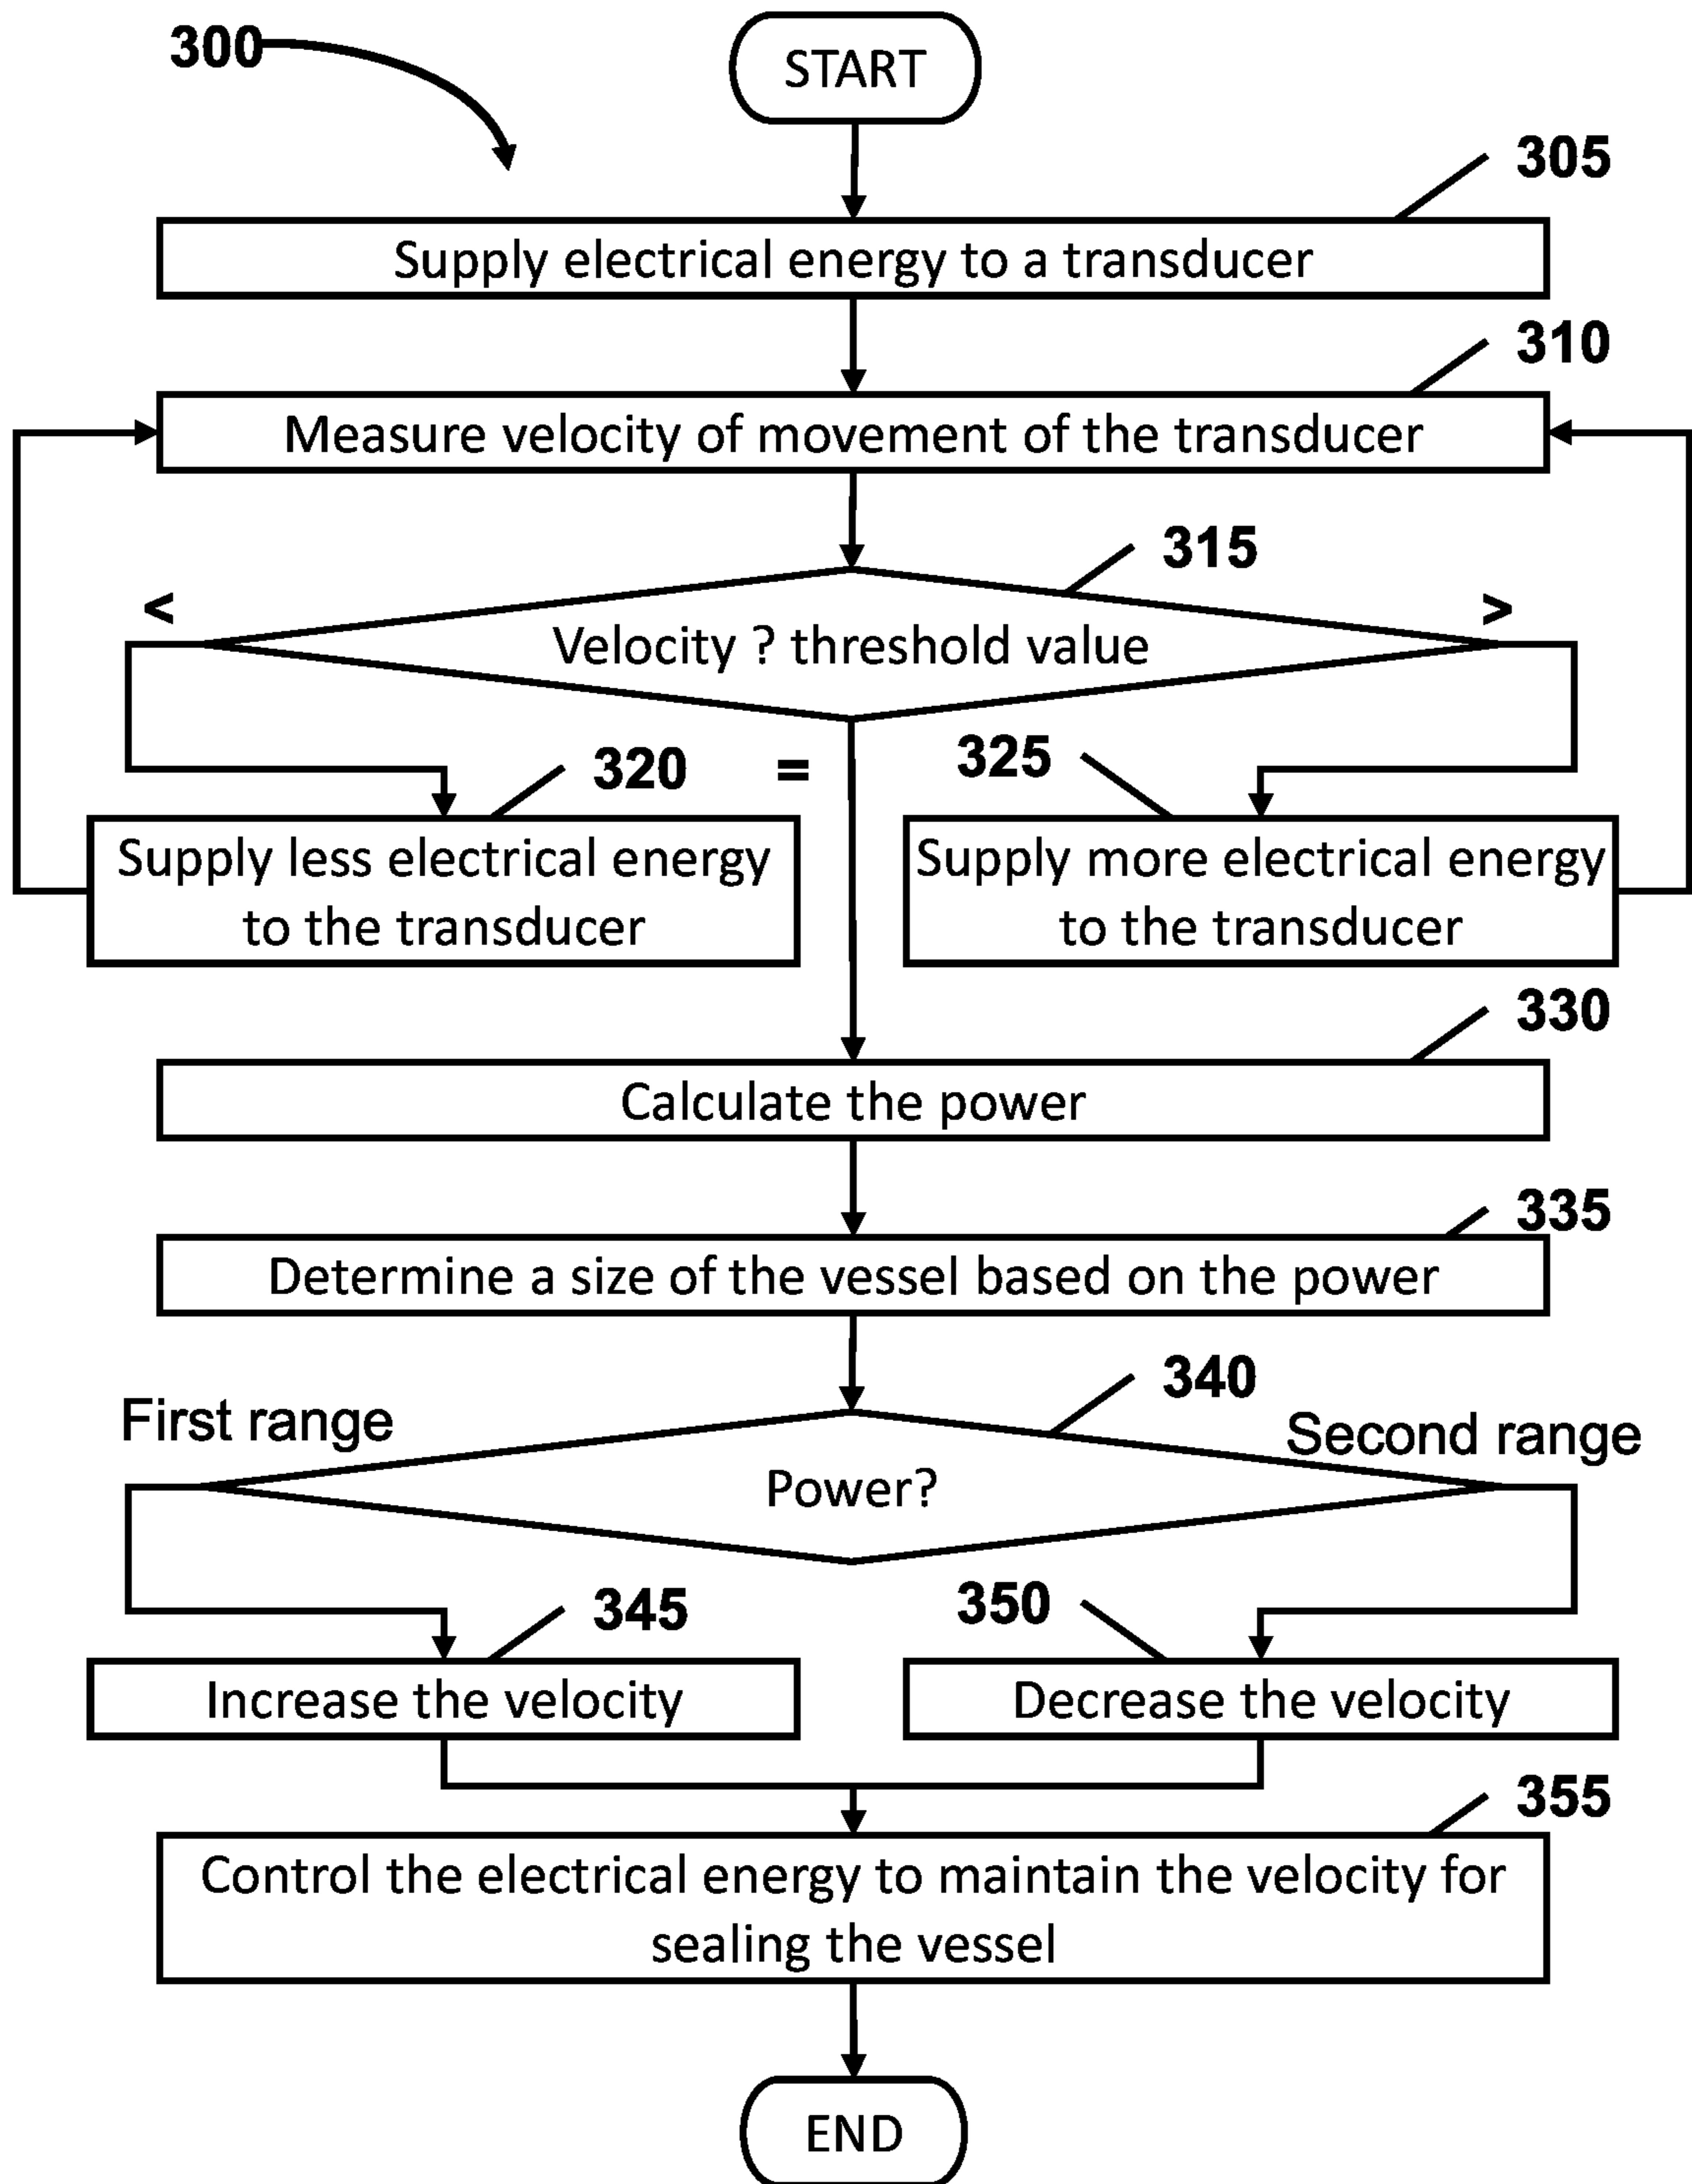 300
START
305
Supply electrical energy to a transducer
310
Measure velocity of movement of the transducer
315
<
>
Velocity ? threshold value
320
=
325
Supply less electrical energy
to the transducer
Supply more electrical energy
to the transducer
330
Calculate the power
335
Determine a size of the vessel based on the power
340
First range
Second range
Power?
345
350
Increase the velocity
Decrease the velocity
355
Control the electrical energy to maintain the velocity for
sealing the vessel
END